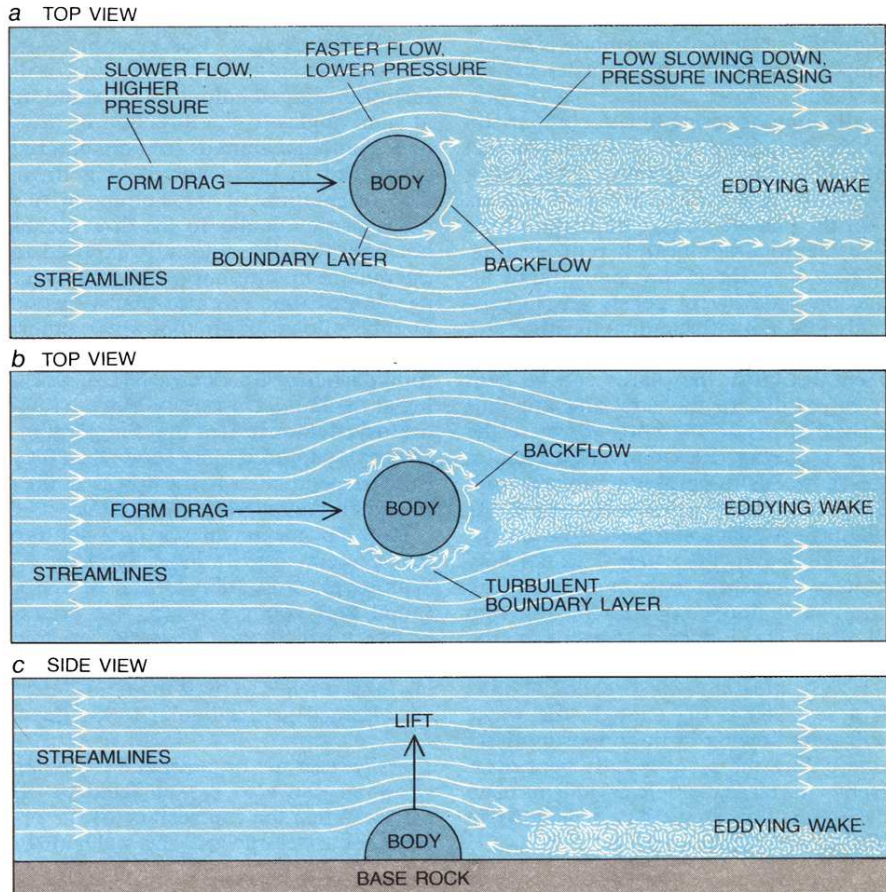 a TOP VIEW
SLOWER FLOW,
HIGHER
PRESSURE
FASTER FLOW,
LOWER PRESSURE
FLOW SLOWING DOWN,
PRESSURE INCREASING
FORM DRAG
BODY
EDDYING WAKE
BOUNDARY LAYER
BACKFLOW
STREAMLINES
b TOP VIEW
BACKFLOW
FORM DRAG
BODY
EDDYING WAKE
STREAMLINES
TURBULENT
BOUNDARY LAYER
c SIDE VIEW
LIFT
STREAMLINES
BODY
EDDYING WAKE
BASE ROCK